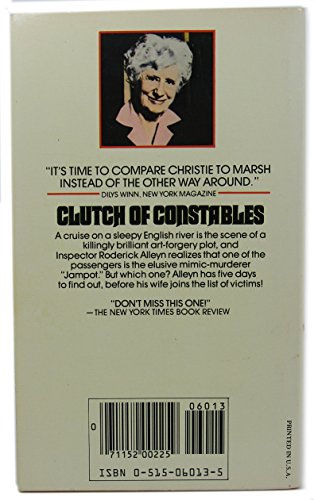 "IT'S TIME TO COMPARE CHRISTIE TO MARSH
INSTEAD OF THE OTHER WAY AROUND."
DILYS WINN, NEW YORK MAGAZINE
CLUTCH OF CONSTABLES
A cruise on a sleepy English river is the scene of a
killingly brilliant art-forgery plot, and
Inspector Roderick Alleyn realizes that one of the
passengers is the elusive mimic-murderer
"Jampot." But which one? Alleyn has five days
to find out, before his wife joins the list of victims!
"DON'T MISS THIS ONE!"
—THE NEW YORK TIMES BOOK REVIEW
06013
0
71152 00225
ISBN 0-515-06013-5
PRINTED IN U.S.A.